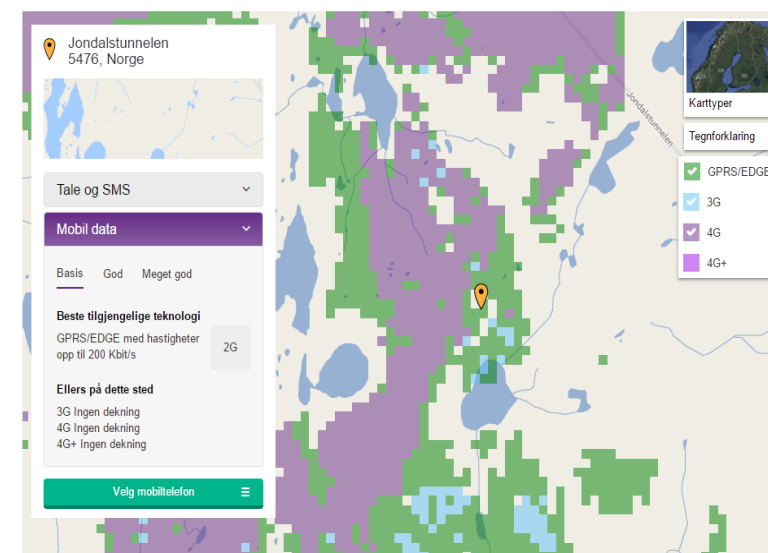 Jondalstunnelen
5476, Norge
Tale og SMS
Mobil data
Basis God Meget god
Beste tilgjengelige teknologi
GPRS/EDGE med hastigheter
opp til 200 Kbit/s
2G
Ellers på dette sted
3G Ingen dekning
4G Ingen dekning
4G+ Ingen dekning
Velg mobiltelefon
Jondalstunnelen
Karttyper
Tegnforklaring
GPRS/EDGE
3G
4G
4G+